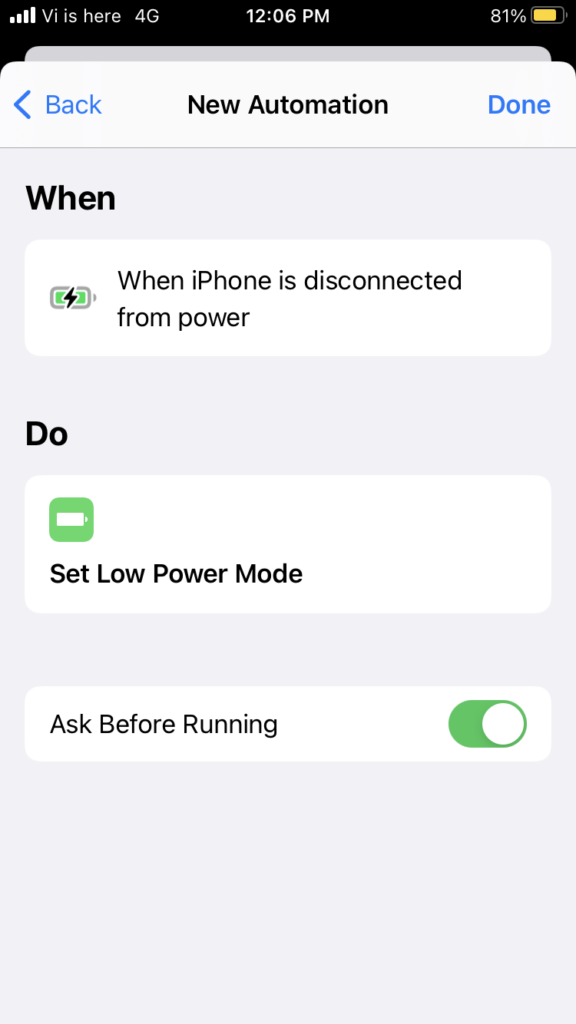 Vi is here 4G 12:06 PM 81%
Back New Automation Done
When
When iPhone is disconnected
from power
Do
Set Low Power Mode
Ask Before Running